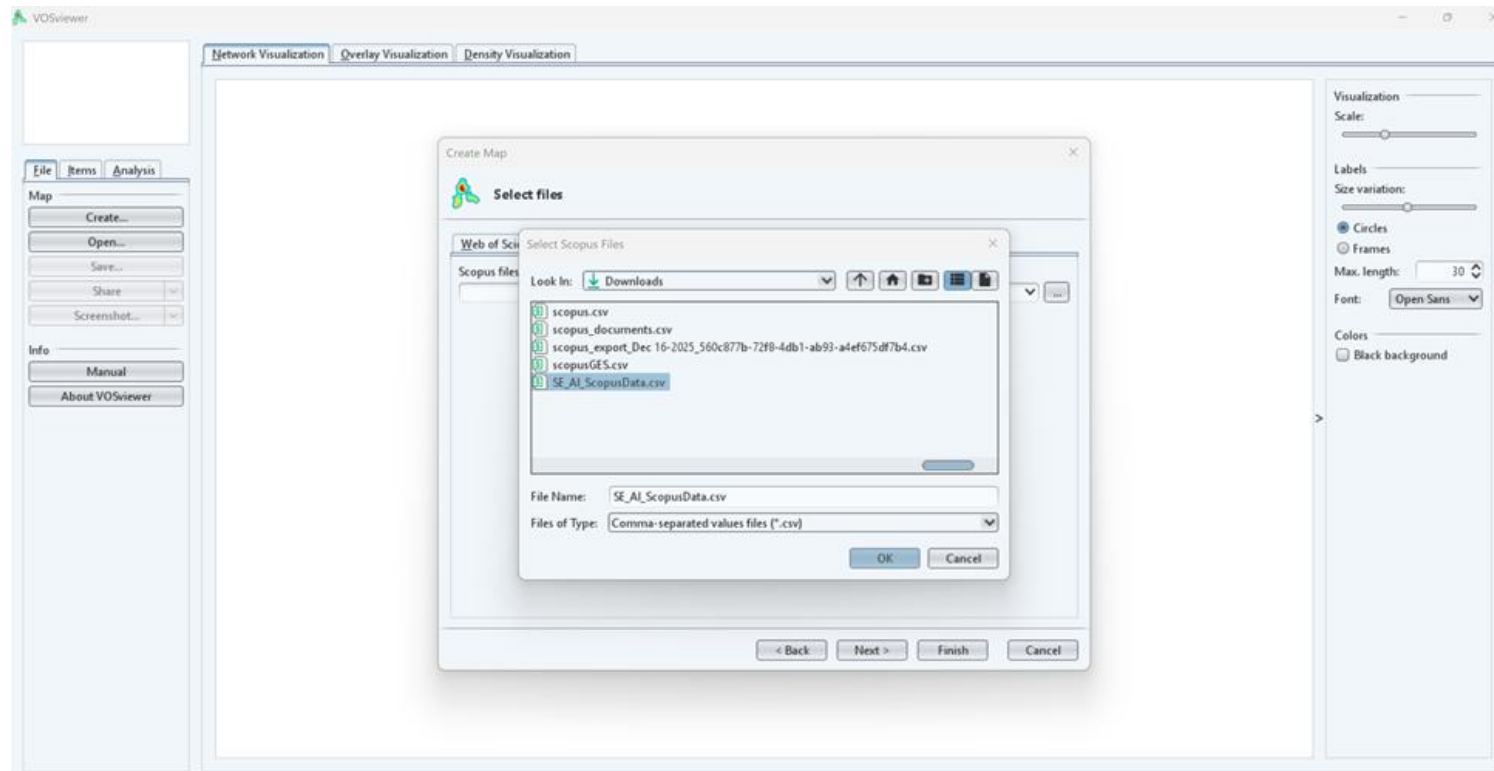 VOSviewer
Network Visualization Overlay Visualization Density Visualization
File Items Analysis
Map
Create...
Open...
Save...
Share
Screenshot...
Info
Manual
About VOSviewer
Create Map
Select files
Web of Scie
Scopus files
Select Scopus Files
Look In: Downloads
scopus.csv
scopus_documents.csv
scopus_export_Dec 16-2025_560c877b-72f8-4db1-ab93-a4ef675df7b4.csv
scopusGES.csv
SE_AI_ScopusData.csv
File Name: SE_AI_ScopusData.csv
Files of Type: Comma-separated values files (*.csv)
OK Cancel
...
< Back Next > Finish Cancel
>
Visualization
Scale:
Labels
Size variation:
Circles
Frames
Max. length: 30
Font: Open Sans
Colors
Black background